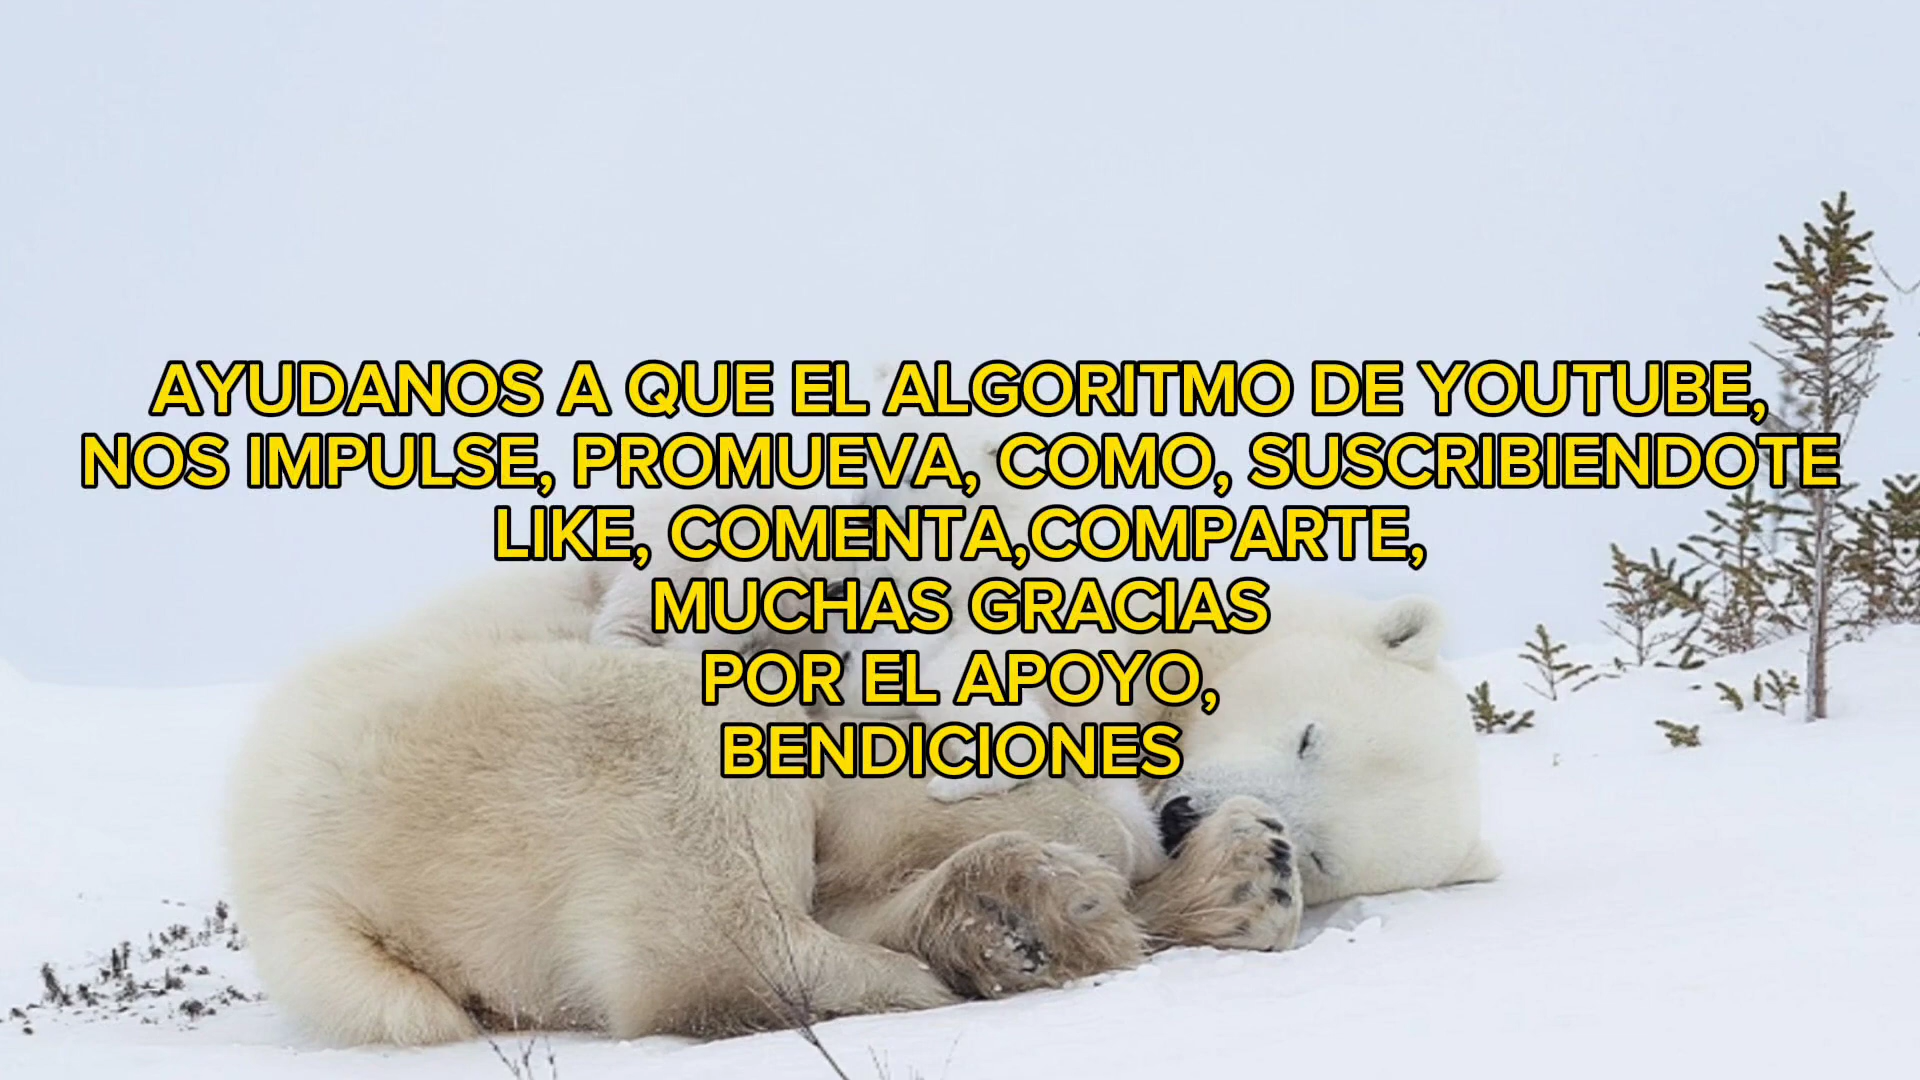 AYUDANOS A QUE EL ALGORITMO DE YOUTUBE,
NOS IMPULSE, PROMUEVA, COMO, SUSCRIBIENDOTE
LIKE, COMENTA,COMPARTE,
MUCHAS GRACIAS
POR EL APOYO,
BENDICIONES